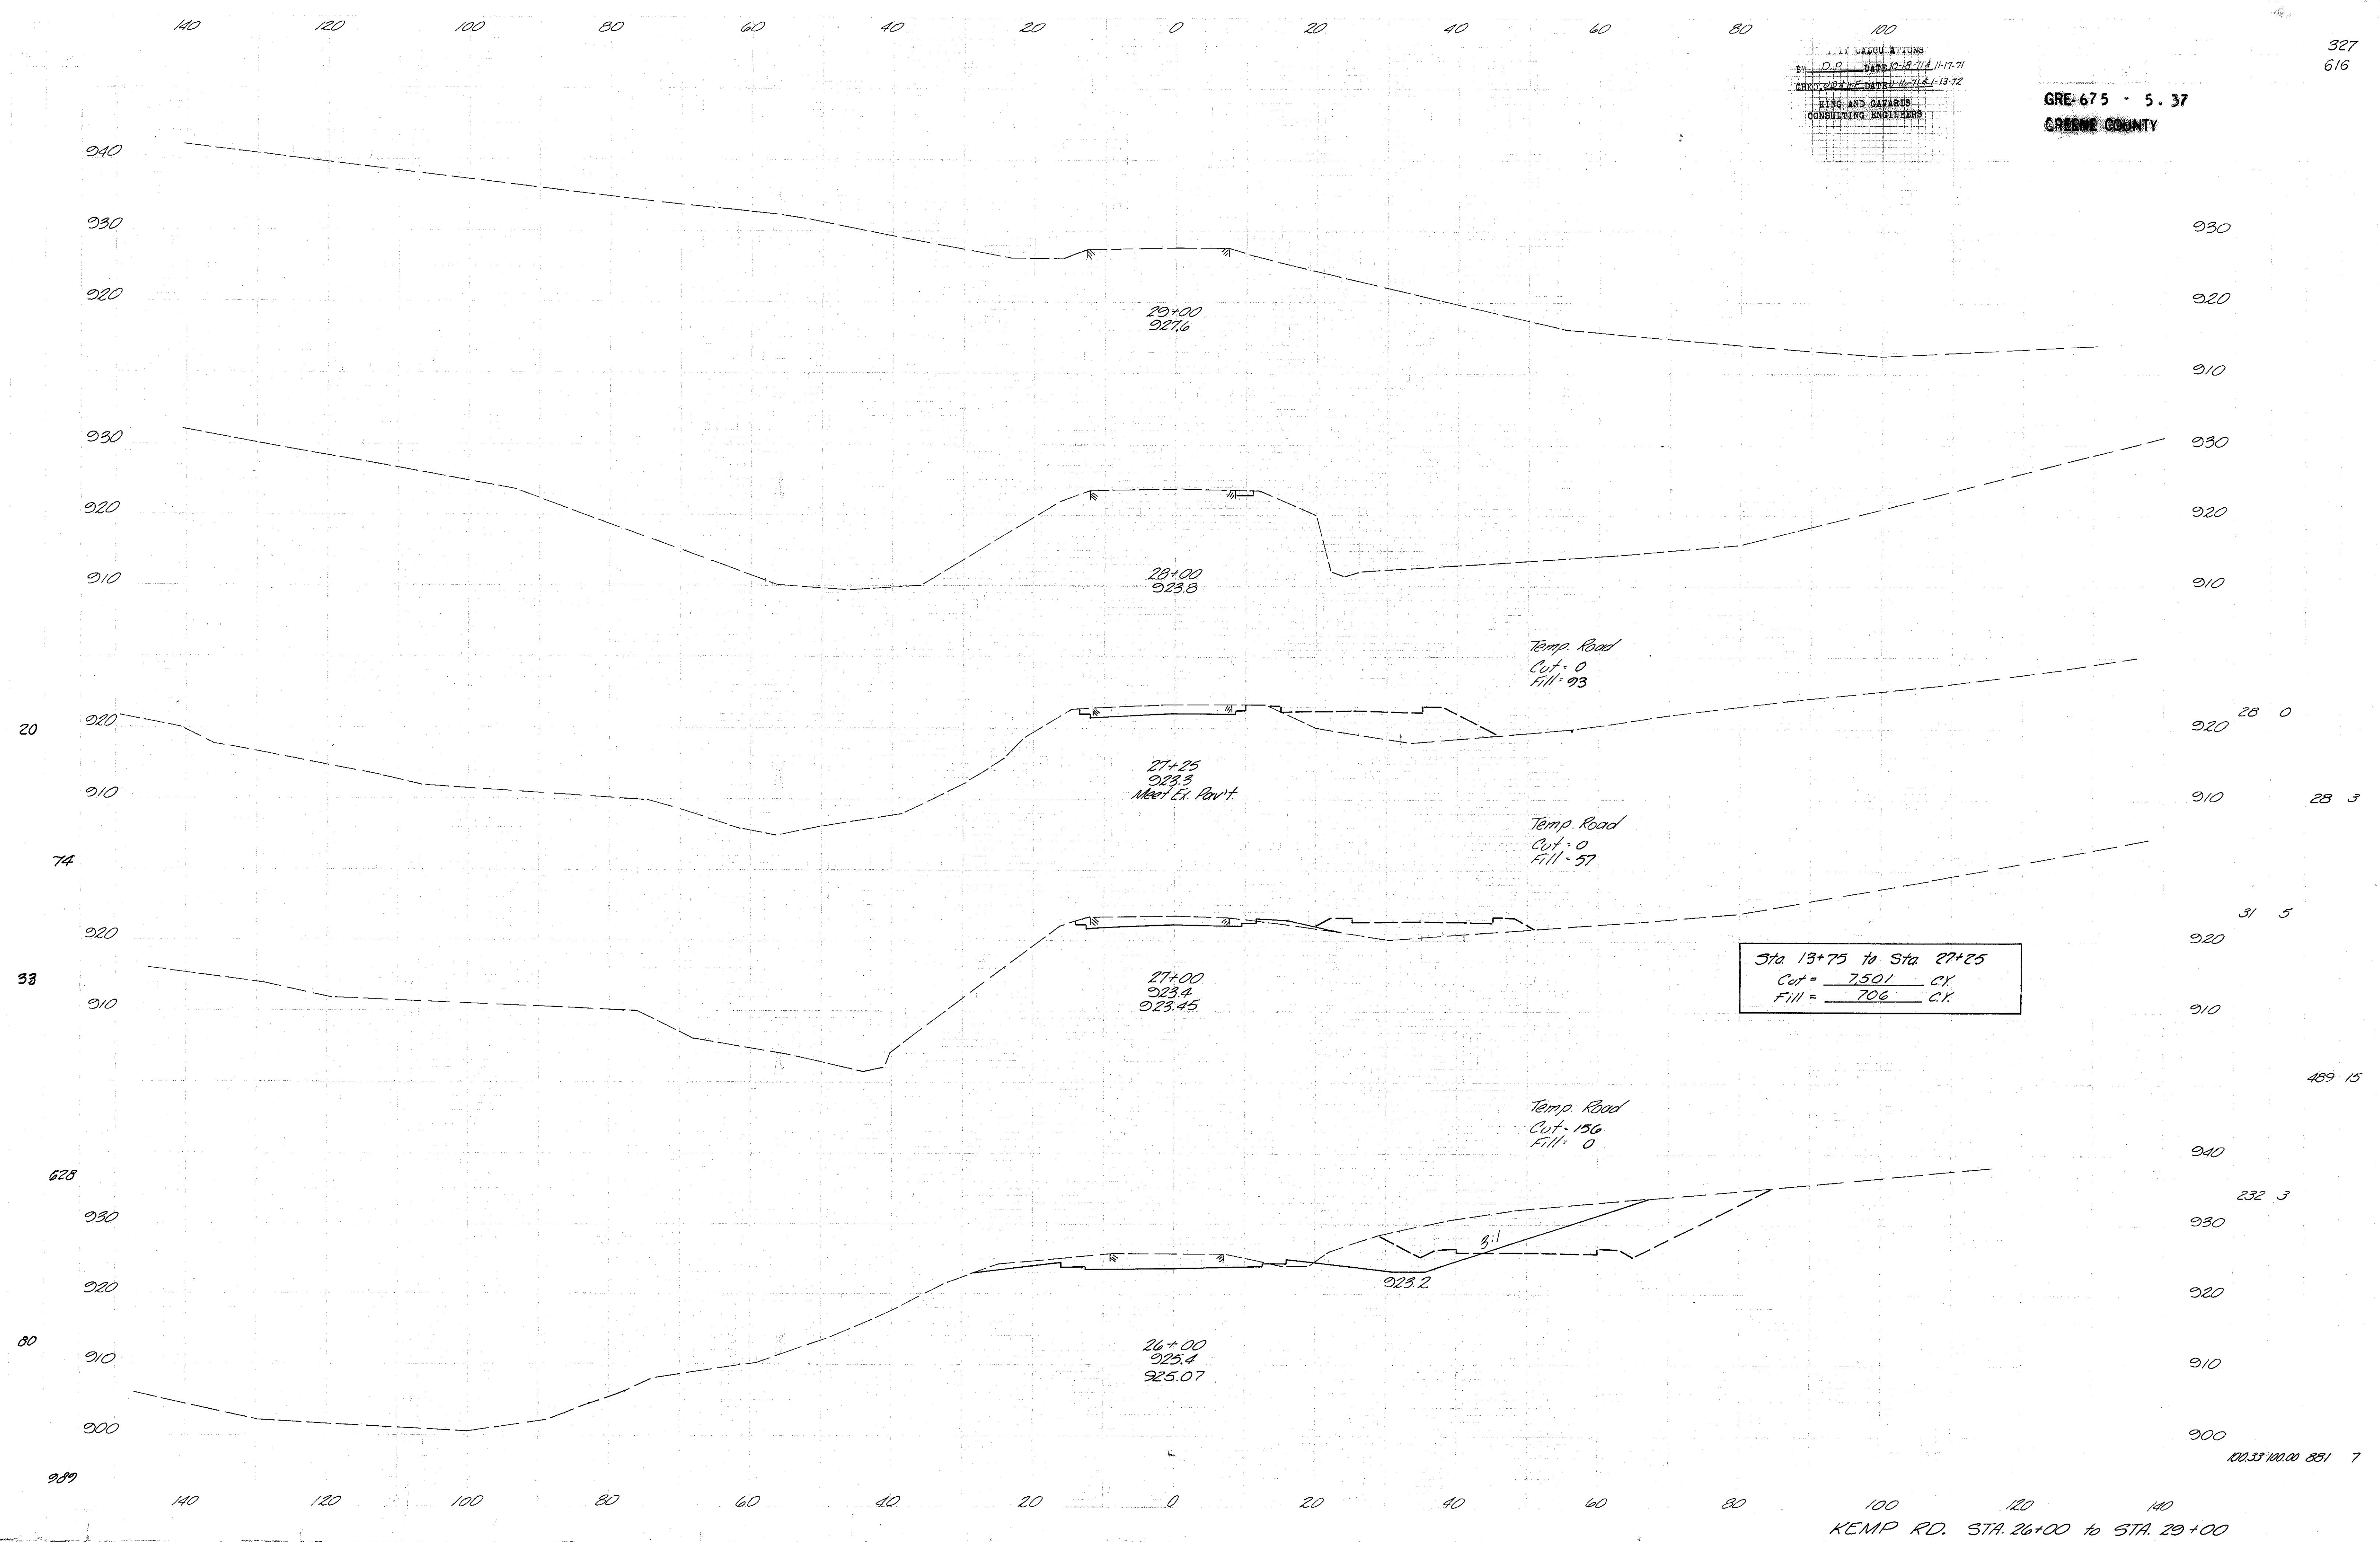 140 120 100 80 60 40 20 0 20 40 60 80 100
327
616
CALCULATIONS
BY D.P. DATE 10-18-71 & 11-17-71
DATE 11-16-71 & 1-13-72
KING AND GAVARIS
CONSULTING ENGINEERS
GRE-675 - 5.37
GREENE COUNTY
940
930 930
920 920
29+00
927.6
910
930 930
920 920
910 910
28+00
923.8
Temp. Road
Cut = 0
Fill = 93
20 920 920 28 0
27+25
923.3
Meet Ex. Pav't.
910 910 28 3
Temp. Road
Cut = 0
Fill = 57
74
31 5
920 920
33
910 910
27+00
923.4
923.45
Sta. 13+75 to Sta. 27+25
Cut = 7,501 C.Y.
Fill = 706 C.Y.
489 15
Temp. Road
Cut = 156
Fill = 0
940
628
232 3
930 930
3:1
923.2
920 920
80
910 910
26+00
925.4
925.07
900 900
100.33 100.00 881 7
989
140 120 100 80 60 40 20 0 20 40 60 80 100 120 140
KEMP RD. STA. 26+00 to STA. 29+00